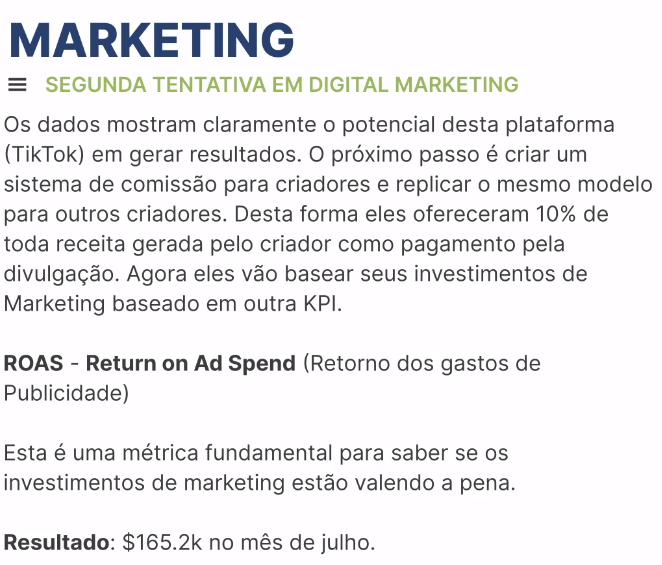 MARKETING
SEGUNDA TENTATIVA EM DIGITAL MARKETING
Os dados mostram claramente o potencial desta plataforma
(TikTok) em gerar resultados. O próximo passo é criar um
sistema de comissão para criadores e replicar o mesmo modelo
para outros criadores. Desta forma eles ofereceram 10% de
toda receita gerada pelo criador como pagamento pela
divulgação. Agora eles vão basear seus investimentos de
Marketing baseado em outra KPI.
ROAS - Return on Ad Spend (Retorno dos gastos de
Publicidade)
Esta é uma métrica fundamental para saber se os
investimentos de marketing estão valendo a pena.
Resultado: $165.2k no mês de julho.